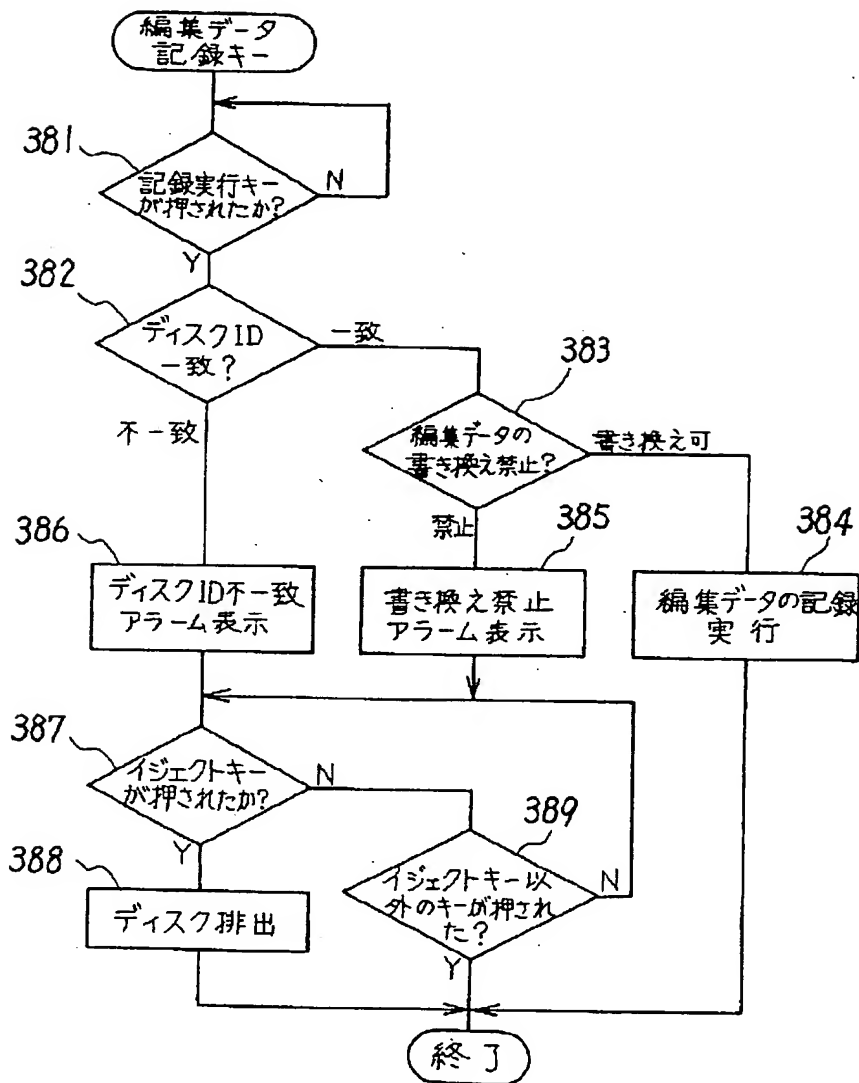 編集データ
記録キー
381
記録実行キー
が押されたか?
N
Y
382
ディスクID
一致?
一致
不一致
383
編集データの
書き換え禁止?
書き換え可
禁止
384
編集データの記録
実行
385
書き換え禁止
アラーム表示
386
ディスクID不一致
アラーム表示
387
イジェクトキー
が押されたか?
N
Y
388
ディスク排出
389
イジェクトキー以
外のキーが押され
た?
N
Y
終了